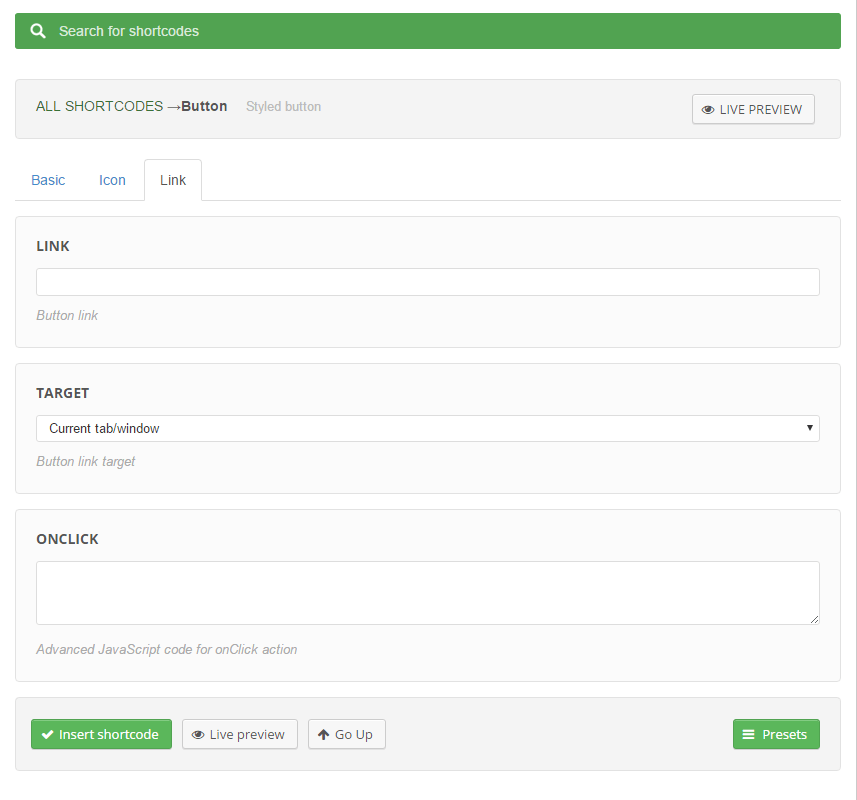 Search for shortcodes
ALL SHORTCODES →Button Styled button
LIVE PREVIEW
Basic Icon Link
LINK
Button link
TARGET
Current tab/window
Button link target
ONCLICK
Advanced JavaScript code for onClick action
Insert shortcode Live preview Go Up Presets